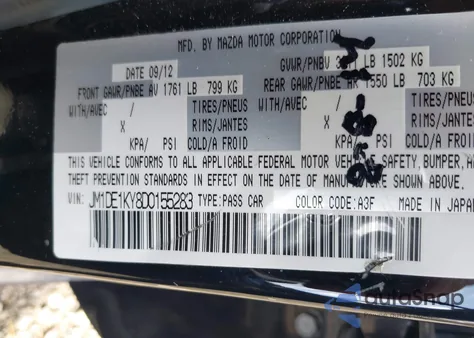 MFD. BY MAZDA MOTOR CORPORATION
DATE 09/12 GVWR/PNBV LB 1502 KG
FRONT GAWR/PNBE AV 1761 LB 799 KG REAR GAWR/PNBE AR 1550 LB 703 KG
WITH/AVEC / TIRES/PNEUS WITH/AVEC / TIRES/PNEUS
X RIMS/JANTES X RIMS/JANTES
KPA/ PSI COLD/A FROID KPA/ PSI COLD/A FROID
THIS VEHICLE CONFORMS TO ALL APPLICABLE FEDERAL MOTOR VEHICLE SAFETY, BUMPER, AN
THEFT PREVENTION STANDARDS IN EFFECT ON THE DATE OF MANUFACTURE SHOWN ABOVE.
VIN: JM1DE1KY8D0155283 TYPE: PASS CAR COLOR CODE: A3F MADE IN JAPAN
AutoSnap